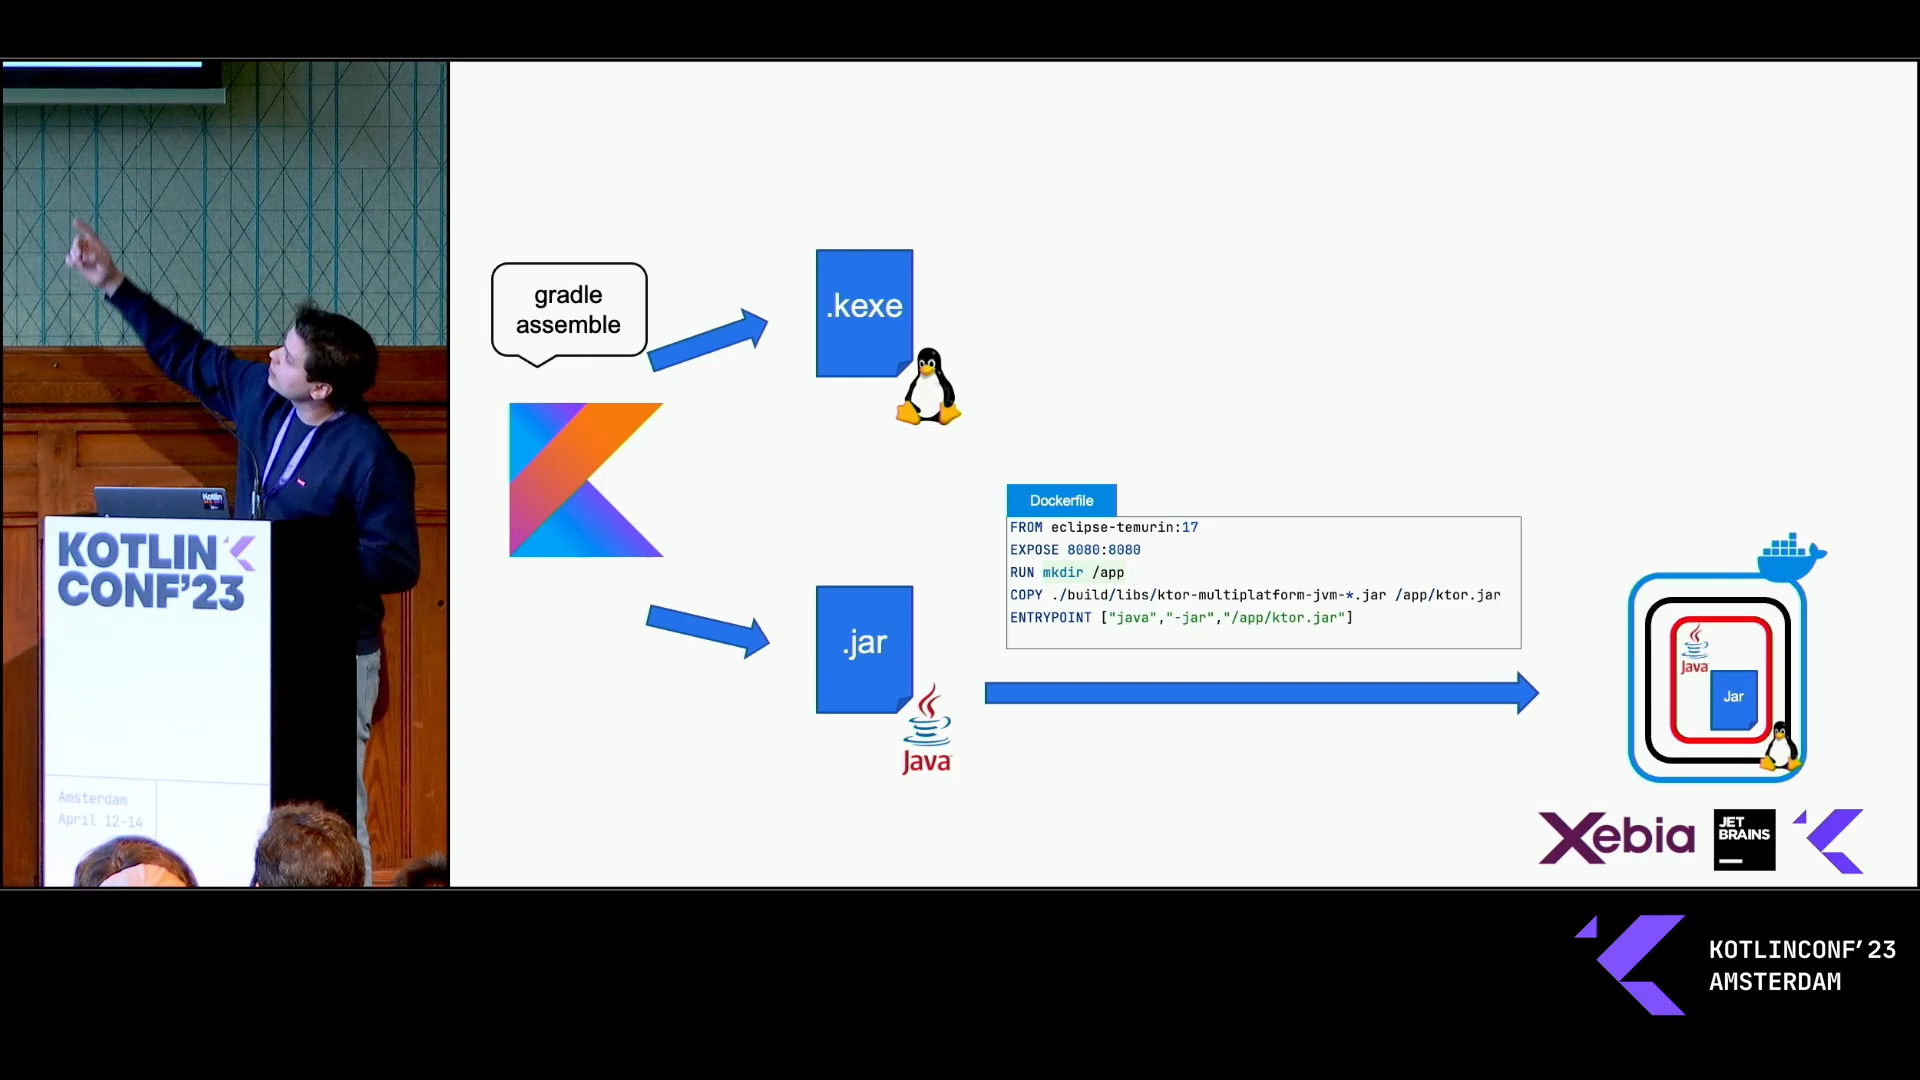 gradle
assemble
.kexe
Dockerfile
FROM eclipse-temurin:17
EXPOSE 8080:8080
RUN mkdir /app
COPY ./build/libs/ktor-multiplatform-jvm-*.jar /app/ktor.jar
ENTRYPOINT ["java","-jar","/app/ktor.jar"]
.jar
Java
Java
Jar
Xebia
JET
BRAINS
Kotlin
KOTLIN
CONF'23
Amsterdam
April 12-14
KOTLINCONF'23
AMSTERDAM